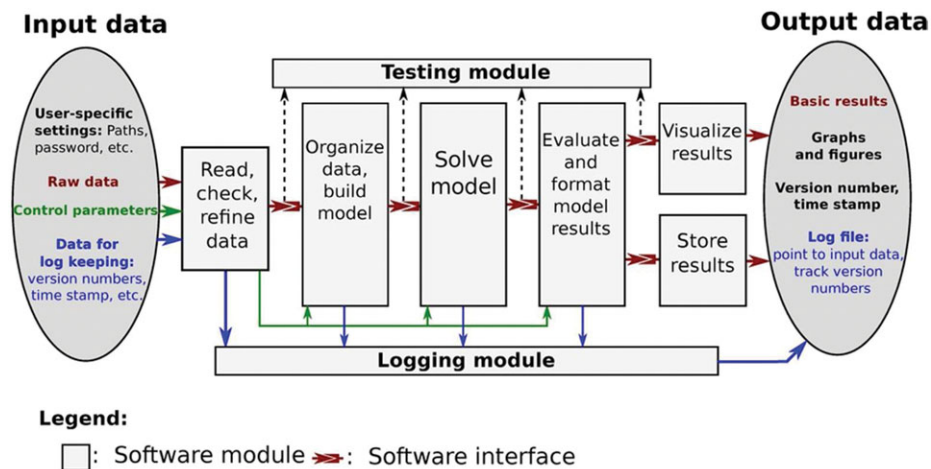 Input data
Output data
Testing module
User-specific
settings: Paths,
password, etc.
Raw data
Control parameters
Data for
log keeping:
version numbers,
time stamp, etc.
Read,
check,
refine
data
Organize
data,
build
model
Solve
model
Evaluate
and
format
model
results
Visualize
results
Store
results
Basic results
Graphs
and figures
Version number,
time stamp
Log file:
point to input data,
track version
numbers
Logging module
Legend:
: Software module : Software interface